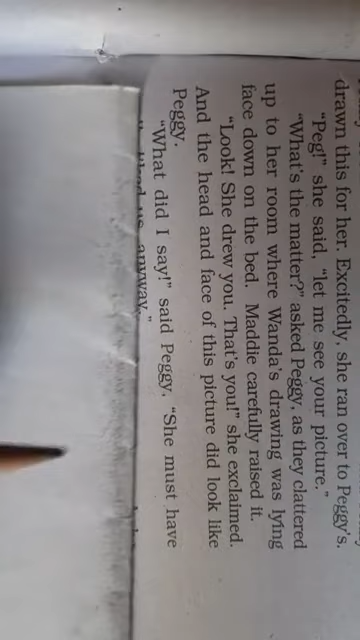 drawn this for her. Excitedly, she ran over to Peggy's.
"Peg!" she said, "let me see your picture."
"What's the matter?" asked Peggy, as they clattered
up to her room where Wanda's drawing was lying
face down on the bed. Maddie carefully raised it.
"Look! She drew you. That's you!" she exclaimed.
And the head and face of this picture did look like
Peggy.
"What did I say!" said Peggy, "She must have
us, anyway."